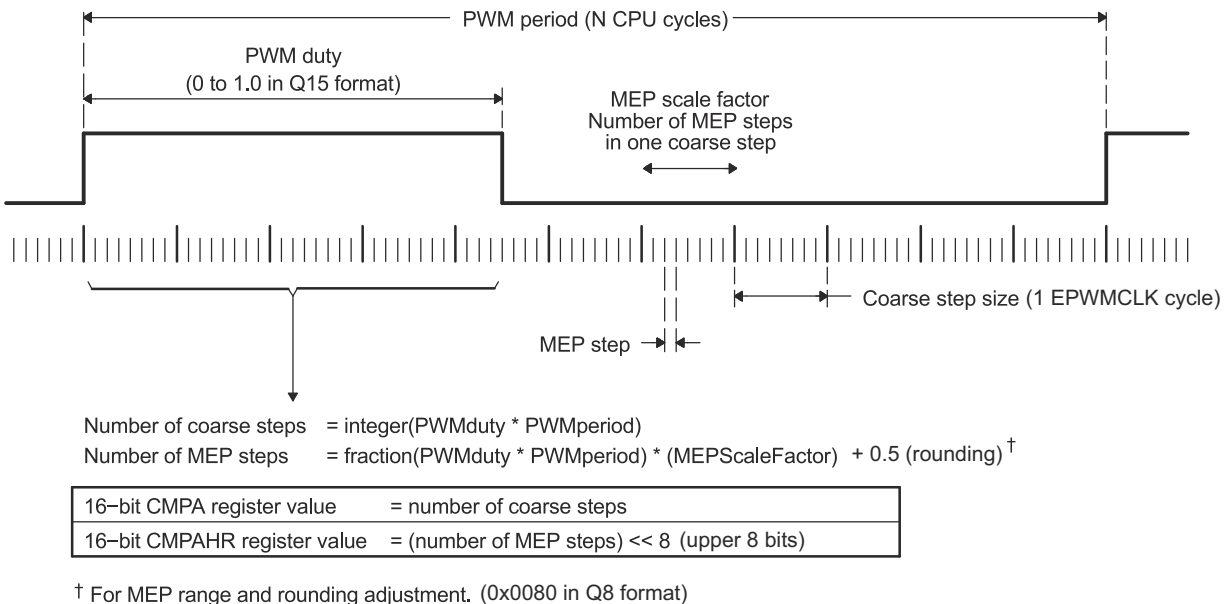 PWM period (N CPU cycles)
PWM duty
(0 to 1.0 in Q15 format)
MEP scale factor
Number of MEP steps
in one coarse step
Coarse step size (1 EPWMCLK cycle)
MEP step
Number of coarse steps = integer(PWMduty * PWMperiod)
Number of MEP steps = fraction(PWMduty * PWMperiod) * (MEPScaleFactor) + 0.5 (rounding) †
16−bit CMPA register value = number of coarse steps
16−bit CMPAHR register value = (number of MEP steps) << 8 (upper 8 bits)
† For MEP range and rounding adjustment. (0x0080 in Q8 format)